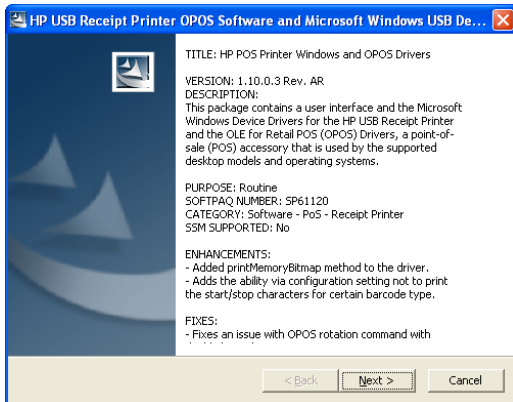 HP USB Receipt Printer OPOS Software and Microsoft Windows USB De...
TITLE: HP POS Printer Windows and OPOS Drivers
VERSION: 1.10.0.3 Rev. AR
DESCRIPTION:
This package contains a user interface and the Microsoft
Windows Device Drivers for the HP USB Receipt Printer
and the OLE for Retail POS (OPOS) Drivers, a point-of-
sale (POS) accessory that is used by the supported
desktop models and operating systems.
PURPOSE: Routine
SOFTPAQ NUMBER: SP61120
CATEGORY: Software - PoS - Receipt Printer
SSM SUPPORTED: No
ENHANCEMENTS:
- Added printMemoryBitmap method to the driver.
- Adds the ability via configuration setting not to print
the start/stop characters for certain barcode type.
FIXES:
- Fixes an issue with OPOS rotation command with
< Back Next > Cancel